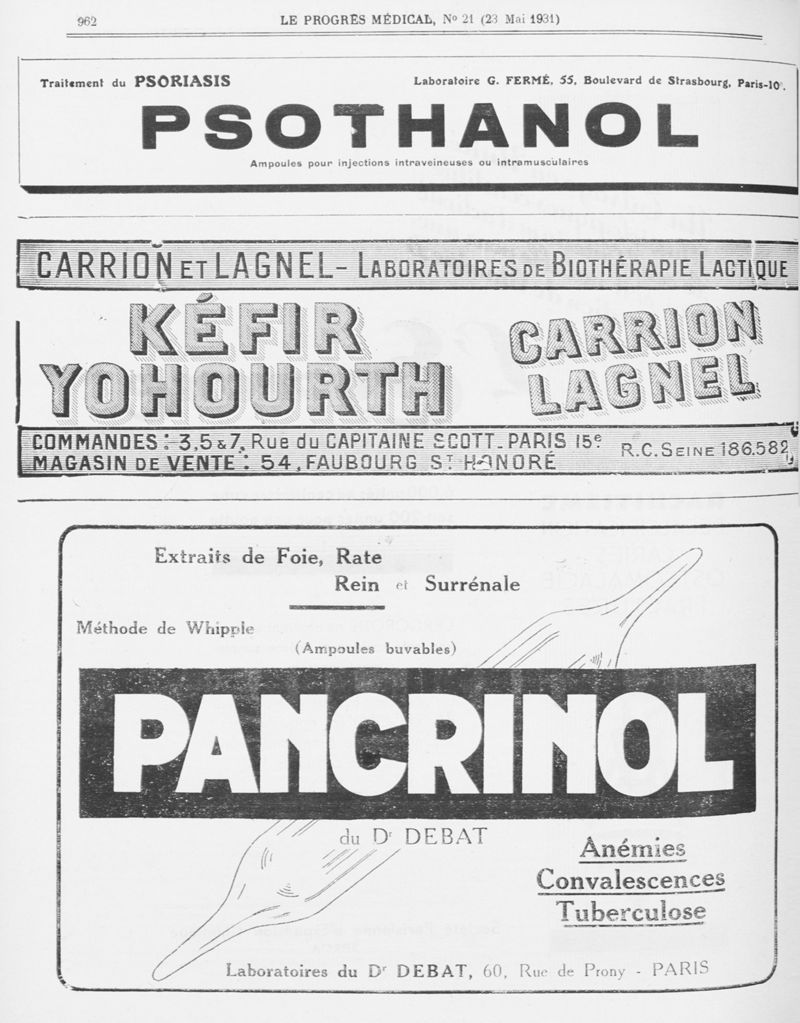 962
LE PROGRÈS MÉDICAL, No 21 (23 Mai 1931)
Traitement du PSORIASIS
Laboratoire G. FERMÉ, 55, Boulevard de Strasbourg, Paris-10e.
PSOTHANOL
Ampoules pour injections intraveineuses ou intramusculaires
CARRION ET LAGNEL - LABORATOIRES DE BIOTHÉRAPIE LACTIQUE
KÉFIR
YOHOURTH
CARRION
LAGNEL
COMMANDES : 3, 5 & 7, Rue du CAPITAINE SCOTT_PARIS 15e
MAGASIN DE VENTE : 54, FAUBOURG ST HONORÉ
R.C. SEINE 186.582
Extraits de Foie, Rate
Rein et Surrénale
Méthode de Whipple
(Ampoules buvables)
PANCRINOL
du Dr DEBAT
Anémies
Convalescences
Tuberculose
Laboratoires du Dr DEBAT, 60, Rue de Prony - PARIS